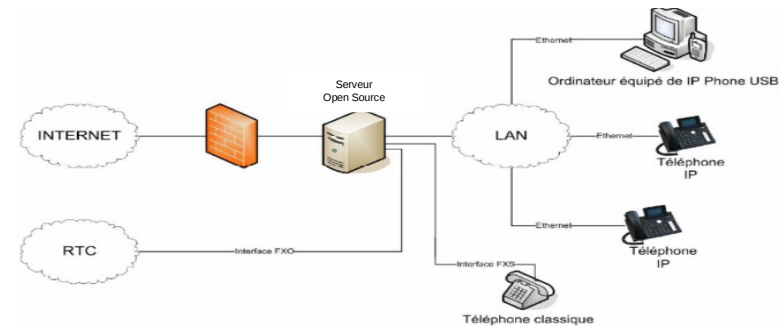 Ethernet
Ordinateur équipé de IP Phone USB
Serveur
Open Source
INTERNET
LAN
Ethernet
Téléphone
IP
RTC
Interface FXO
Ethernet
Téléphone
IP
Interface FXS
Téléphone classique